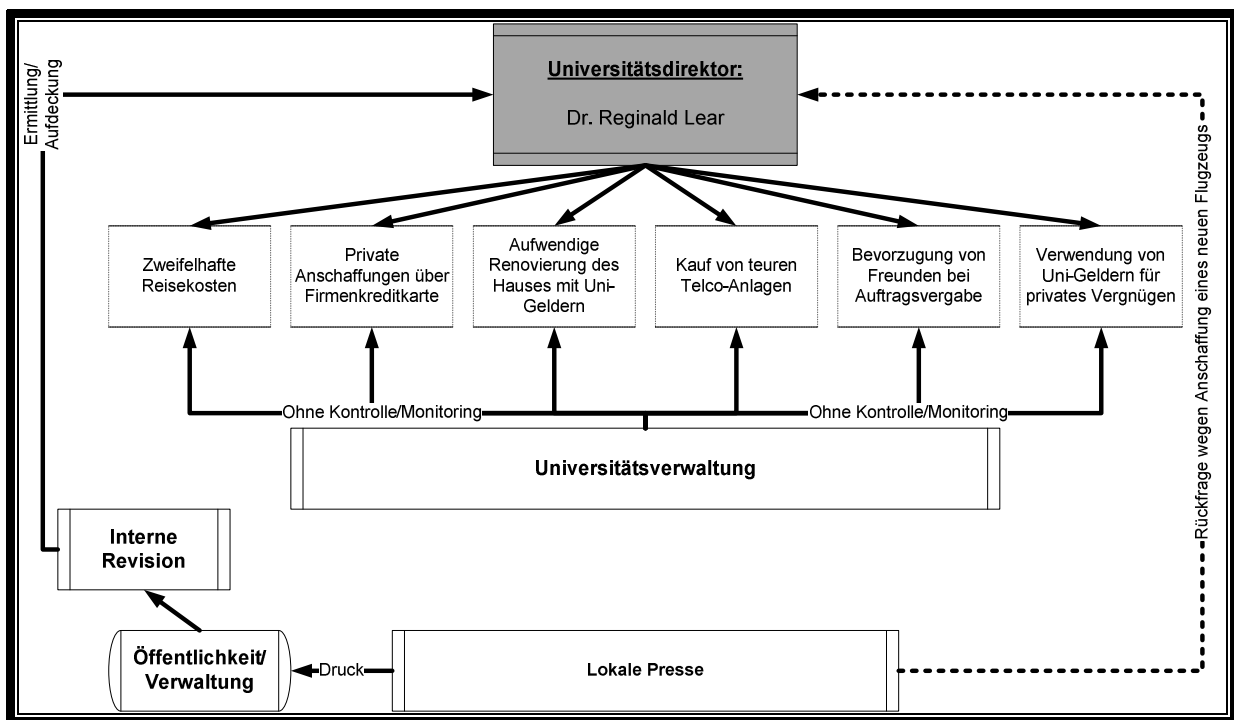 Universitätsdirektor:
Dr. Reginald Lear
Ermittlung/
Aufdeckung
Rückfrage wegen Anschaffung eines neuen Flugzeugs
Zweifelhafte
Reisekosten
Private
Anschaffungen über
Firmenkreditkarte
Aufwendige
Renovierung des
Hauses mit Uni-
Geldern
Kauf von teuren
Telco-Anlagen
Bevorzugung von
Freunden bei
Auftragsvergabe
Verwendung von
Uni-Geldern für
privates Vergnügen
Ohne Kontrolle/Monitoring
Ohne Kontrolle/Monitoring
Universitätsverwaltung
Interne
Revision
Öffentlichkeit/
Verwaltung
Druck
Lokale Presse